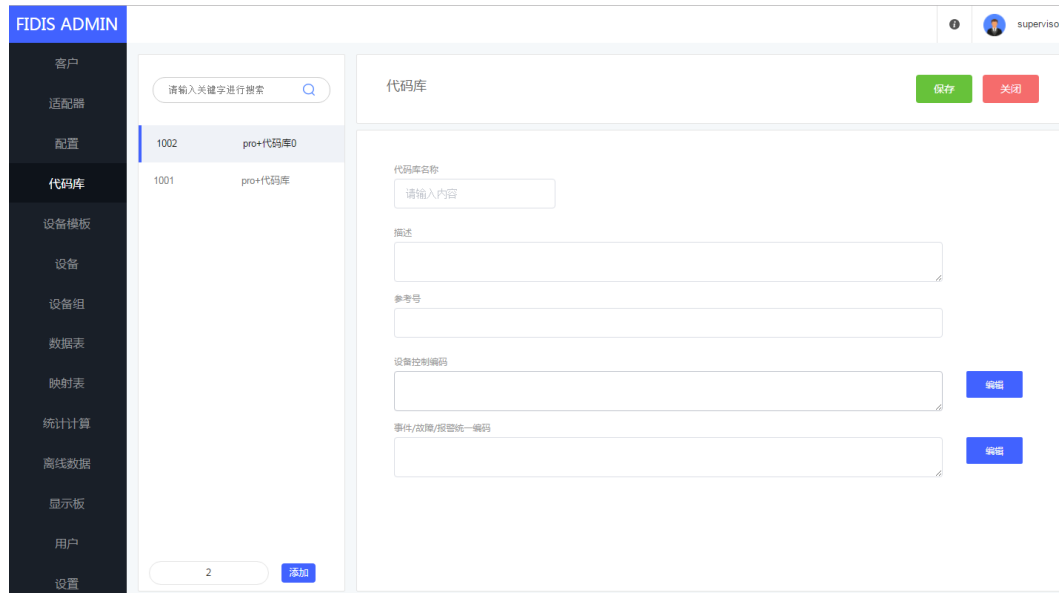 FIDIS ADMIN
superviso
客户
适配器
配置
代码库
设备模板
设备
设备组
数据表
映射表
统计计算
离线数据
显示板
用户
设置
请输入关键字进行搜索
1002 pro+代码库0
1001 pro+代码库
2 添加
代码库
保存 关闭
代码库名称
请输入内容
描述
参考号
设备控制编码
编辑
事件/故障/报警统一编码
编辑